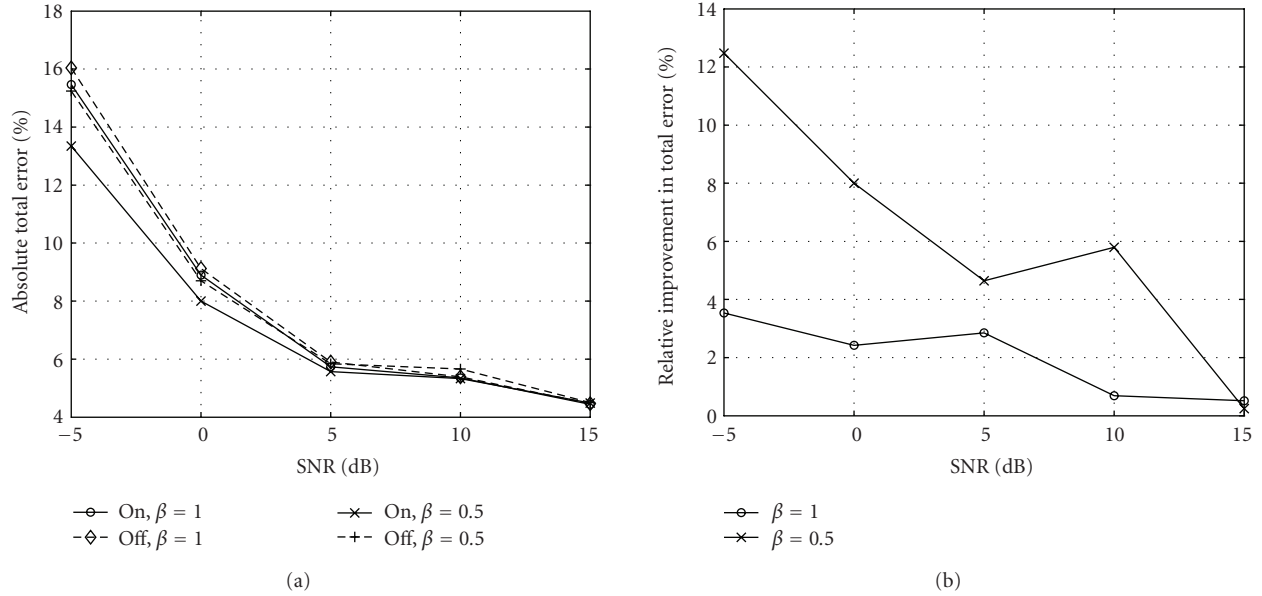 18
16
14
12
10
8
6
4
−5
0
5
10
15
Absolute total error (%)
SNR (dB)
On, β = 1
Off, β = 1
On, β = 0.5
Off, β = 0.5
(a)
14
12
10
8
6
4
2
0
−5
0
5
10
15
Relative improvement in total error (%)
SNR (dB)
β = 1
β = 0.5
(b)